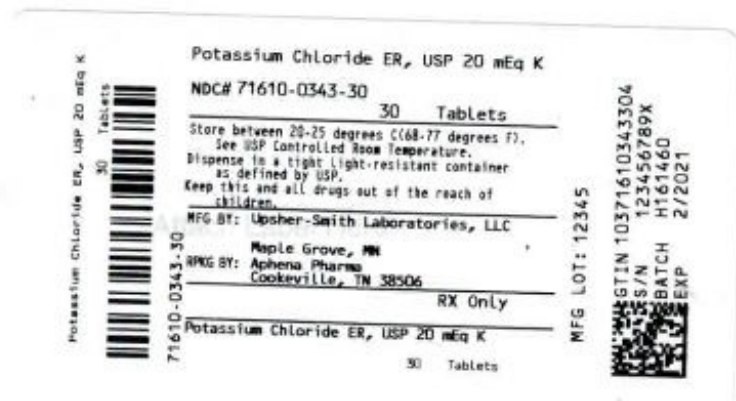 Potassium Chloride ER, USP 20 mEq K
30 Tablets
71610-0343-30
Potassium Chloride ER, USP 20 mEq K
NDC# 71610-0343-30
30 Tablets
Store between 20-25 degrees C(68-77 degrees F).
See USP Controlled Room Temperature.
Dispense in a tight light-resistant container
as defined by USP.
Keep this and all drugs out of the reach of
children.
MFG BY: Upsher-Smith Laboratories, LLC
Maple Grove, MN
RPKG BY: Aphena Pharma
Cookeville, TN 38506
RX Only
Potassium Chloride ER, USP 20 mEq K
30 Tablets
MFG LOT: 12345
GTIN 10371610343304
S/N 123456789X
BATCH H161460
EXP 2/2021